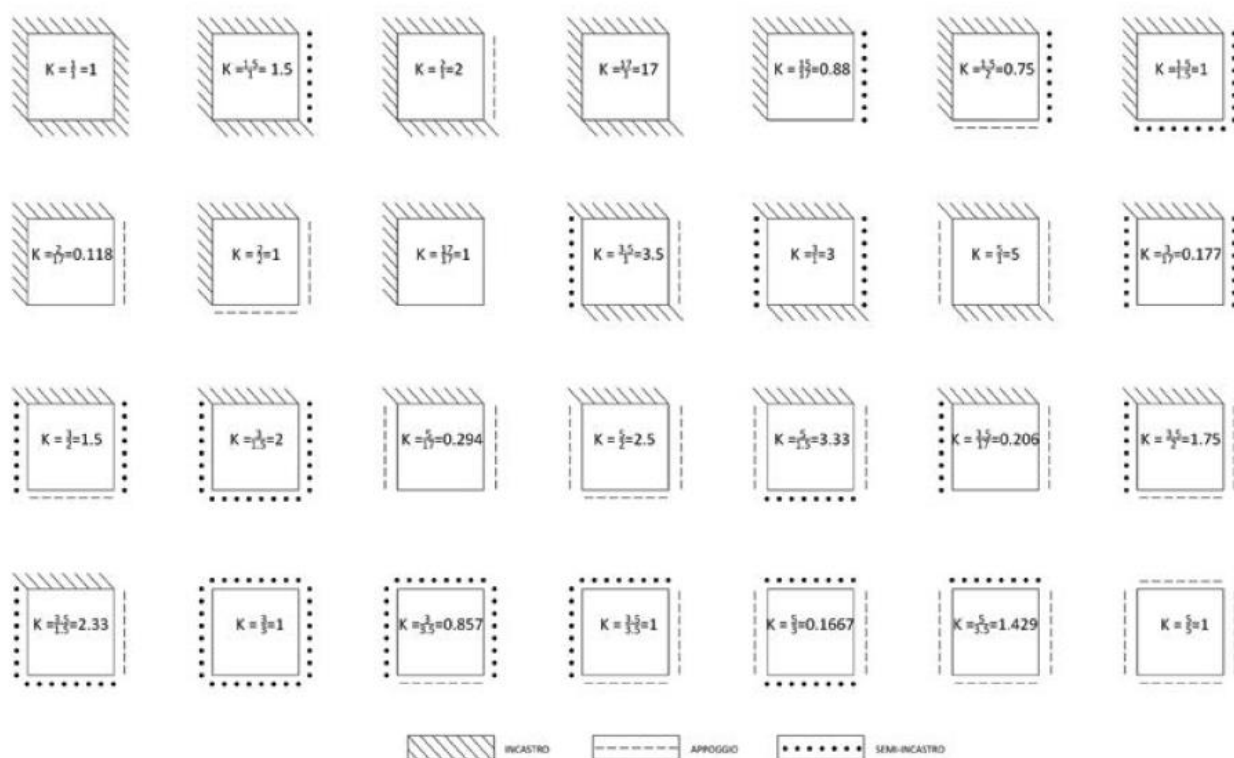 K = 1/1 =1
K = 1.5/1 = 1.5
K = 2/1 =2
K = 17/1 =17
K = 15/17 =0.88
K = 1.5/2 =0.75
K = 1.5/1.5 =1
K = 2/17 =0.118
K = 2/2 =1
K = 17/17 =1
K = 3.5/1 =3.5
K = 3/1 =3
K = 5/1 =5
K = 3/17 =0.177
K = 3/2 =1.5
K = 3/1.5 =2
K = 5/17 =0.294
K = 5/2 =2.5
K = 5/1.5 =3.33
K = 3.5/17 =0.206
K = 3.5/2 =1.75
K = 3.5/1.5 =2.33
K = 3/3 =1
K = 3/3.5 =0.857
K = 3.5/3.5 =1
K = 5/3 =0.1667
K = 5/3.5 =1.429
K = 5/5 =1
INCASTRO
APPOGGIO
SEMI-INCASTRO